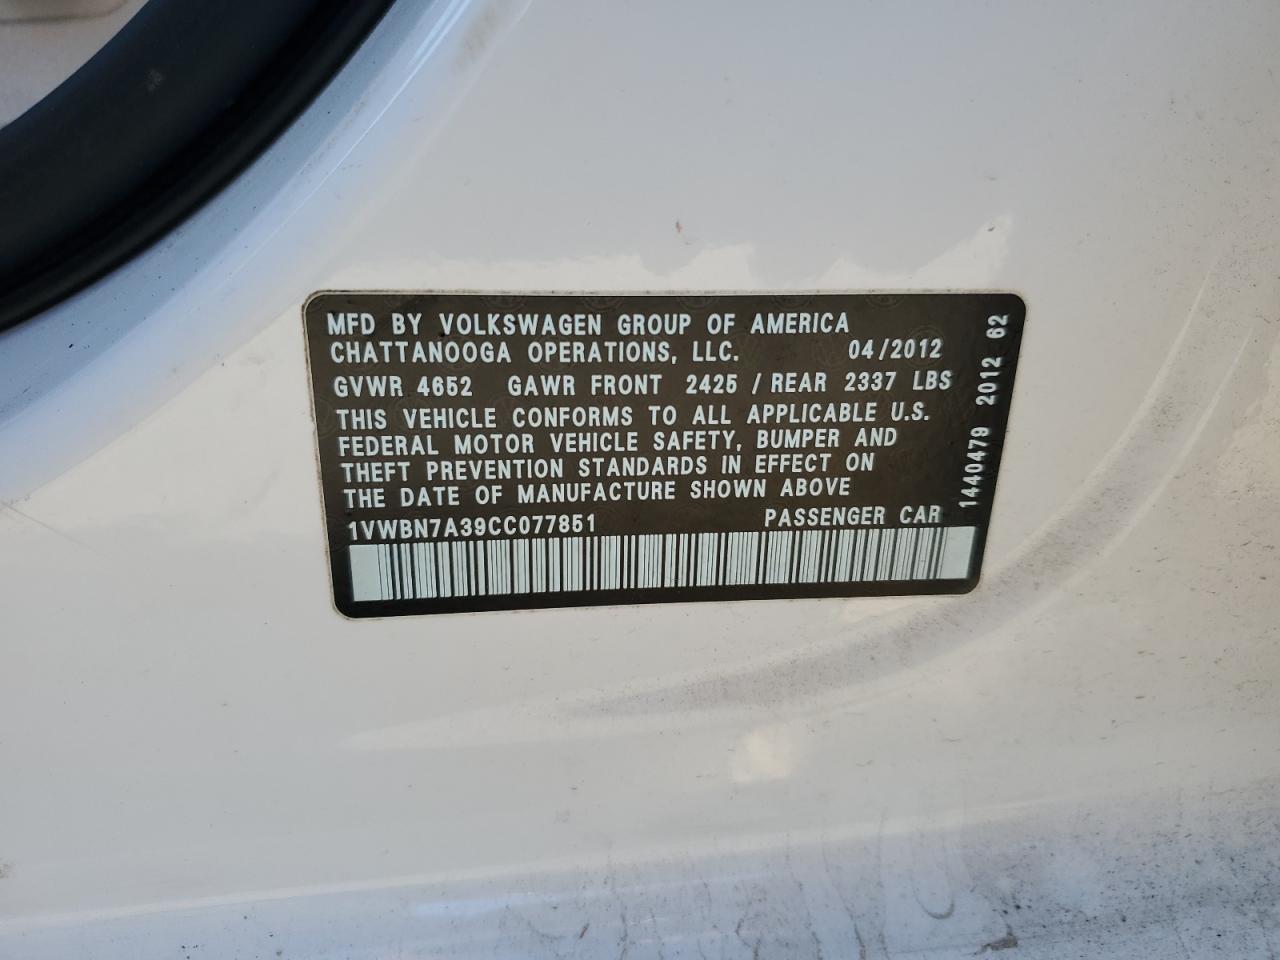 MFD BY VOLKSWAGEN GROUP OF AMERICA
CHATTANOOGA OPERATIONS, LLC. 04/2012
GVWR 4652 GAWR FRONT 2425 / REAR 2337 LBS
THIS VEHICLE CONFORMS TO ALL APPLICABLE U.S.
FEDERAL MOTOR VEHICLE SAFETY, BUMPER AND
THEFT PREVENTION STANDARDS IN EFFECT ON
THE DATE OF MANUFACTURE SHOWN ABOVE
1VWBN7A39CC077851 PASSENGER CAR
1440479 2012 62